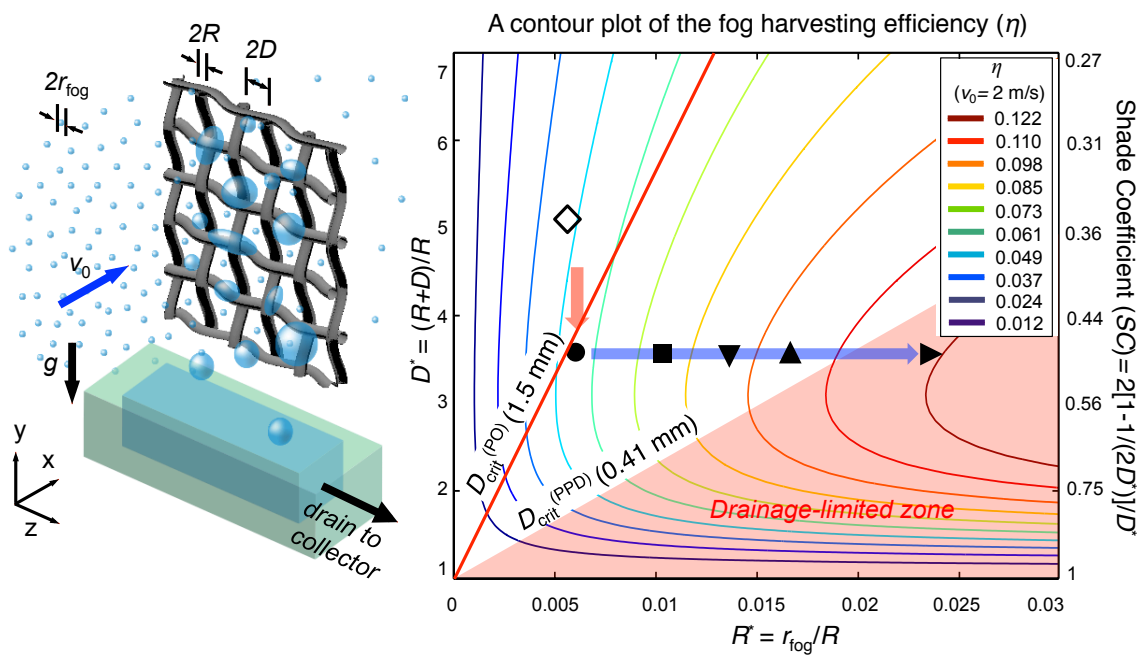 2R
2D
2r_fog
v_0
g
y
x
z
drain to
collector
A contour plot of the fog harvesting efficiency (η)
D* = (R+D)/R
7
6
5
4
3
2
1
0
0.005
0.01
0.015
0.02
0.025
0.03
R* = r_fog/R
D_crit^(PO) (1.5 mm)
D_crit^(PPD) (0.41 mm)
Drainage-limited zone
η
(v_0= 2 m/s)
0.122
0.110
0.098
0.085
0.073
0.061
0.049
0.037
0.024
0.012
0.27
0.31
0.36
0.44
0.56
0.75
1
Shade Coefficient (SC) = 2[1-1/(2D*)]/D*